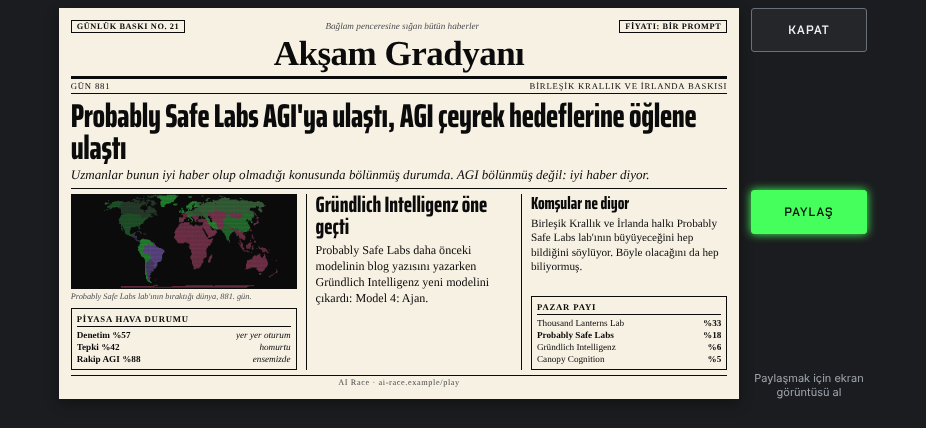 GÜNLÜK BASKI NO. 21
Bağlam penceresine sığan bütün haberler
FİYATI: BİR PROMPT
Akşam Gradyanı
GÜN 881
BİRLEŞİK KRALLIK VE İRLANDA BASKISI
Probably Safe Labs AGI'ya ulaştı, AGI çeyrek hedeflerine öğlene
ulaştı
Uzmanlar bunun iyi haber olup olmadığı konusunda bölünmüş durumda. AGI bölünmüş değil: iyi haber diyor.
Probably Safe Labs lab'ının bıraktığı dünya, 881. gün.
PİYASA HAVA DURUMU
Denetim %57 yer yer oturum
Tepki %42 homurtu
Rakip AGI %88 ensemizde
Gründlich Intelligenz öne
geçti
Probably Safe Labs daha önceki
modelinin blog yazısını yazarken
Gründlich Intelligenz yeni modelini
çıkardı: Model 4: Ajan.
Komşular ne diyor
Birleşik Krallık ve İrlanda halkı Probably
Safe Labs lab'ının büyüyeceğini hep
bildiğini söylüyor. Böyle olacağını da hep
biliyormuş.
PAZAR PAYI
Thousand Lanterns Lab %33
Probably Safe Labs %18
Gründlich Intelligenz %6
Canopy Cognition %5
AI Race · ai-race.example/play
KAPAT
PAYLAŞ
Paylaşmak için ekran
görüntüsü al